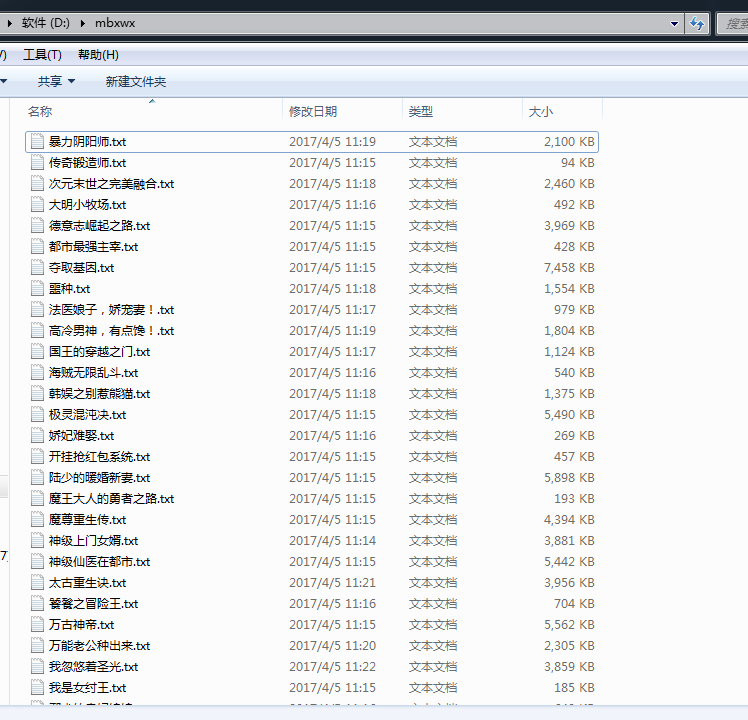 软件 (D:) mbxwx 搜索
V) 工具(T) 帮助(H)
共享 新建文件夹
名称 修改日期 类型 大小
暴力阴阳师.txt 2017/4/5 11:19 文本文档 2,100 KB
传奇锻造师.txt 2017/4/5 11:15 文本文档 94 KB
次元末世之完美融合.txt 2017/4/5 11:18 文本文档 2,460 KB
大明小牧场.txt 2017/4/5 11:16 文本文档 492 KB
德意志崛起之路.txt 2017/4/5 11:15 文本文档 3,969 KB
都市最强主宰.txt 2017/4/5 11:15 文本文档 428 KB
夺取基因.txt 2017/4/5 11:15 文本文档 7,458 KB
噩种.txt 2017/4/5 11:18 文本文档 1,554 KB
法医娘子，娇宠妻！.txt 2017/4/5 11:17 文本文档 979 KB
高冷男神，有点馋！.txt 2017/4/5 11:19 文本文档 1,804 KB
国王的穿越之门.txt 2017/4/5 11:17 文本文档 1,124 KB
海贼无限乱斗.txt 2017/4/5 11:16 文本文档 540 KB
韩娱之别惹熊猫.txt 2017/4/5 11:18 文本文档 1,375 KB
极灵混沌决.txt 2017/4/5 11:15 文本文档 5,490 KB
娇妃难娶.txt 2017/4/5 11:16 文本文档 269 KB
开挂抢红包系统.txt 2017/4/5 11:15 文本文档 457 KB
陆少的暖婚新妻.txt 2017/4/5 11:15 文本文档 5,898 KB
魔王大人的勇者之路.txt 2017/4/5 11:15 文本文档 193 KB
魔尊重生传.txt 2017/4/5 11:15 文本文档 4,394 KB
神级上门女婿.txt 2017/4/5 11:14 文本文档 3,881 KB
神级仙医在都市.txt 2017/4/5 11:15 文本文档 5,442 KB
太古重生诀.txt 2017/4/5 11:21 文本文档 3,956 KB
饕餮之冒险王.txt 2017/4/5 11:16 文本文档 704 KB
万古神帝.txt 2017/4/5 11:15 文本文档 5,562 KB
万能老公种出来.txt 2017/4/5 11:20 文本文档 2,305 KB
我忽悠着圣光.txt 2017/4/5 11:22 文本文档 3,859 KB
我是女纣王.txt 2017/4/5 11:15 文本文档 185 KB